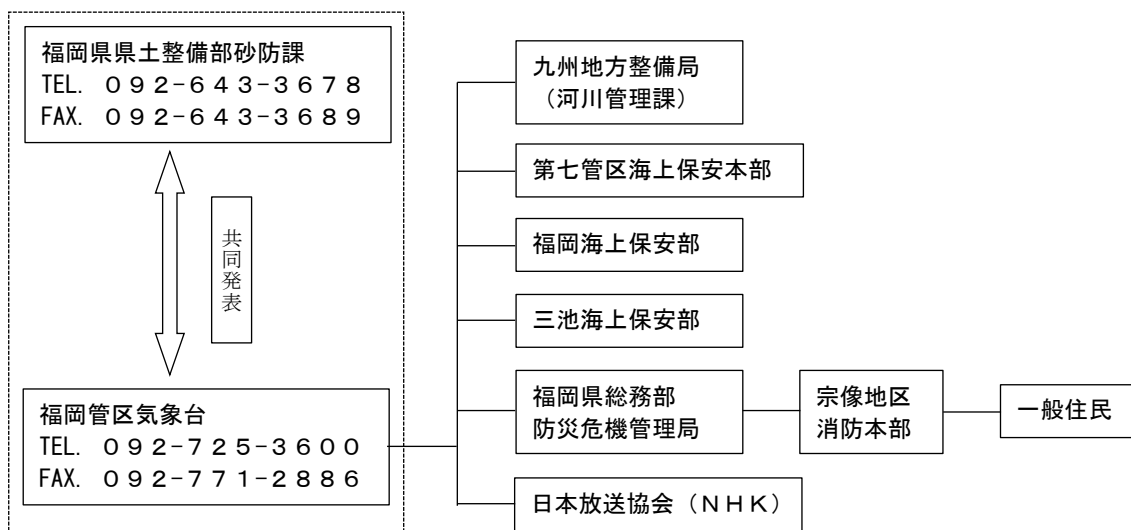 福岡県県土整備部砂防課
TEL. ０９２-６４３-３６７８
FAX. ０９２-６４３-３６８９
共同発表
福岡管区気象台
TEL. ０９２-７２５-３６００
FAX. ０９２-７７１-２８８６
九州地方整備局
（河川管理課）
第七管区海上保安本部
福岡海上保安部
三池海上保安部
福岡県総務部
防災危機管理局
宗像地区
消防本部
一般住民
日本放送協会（ＮＨＫ）